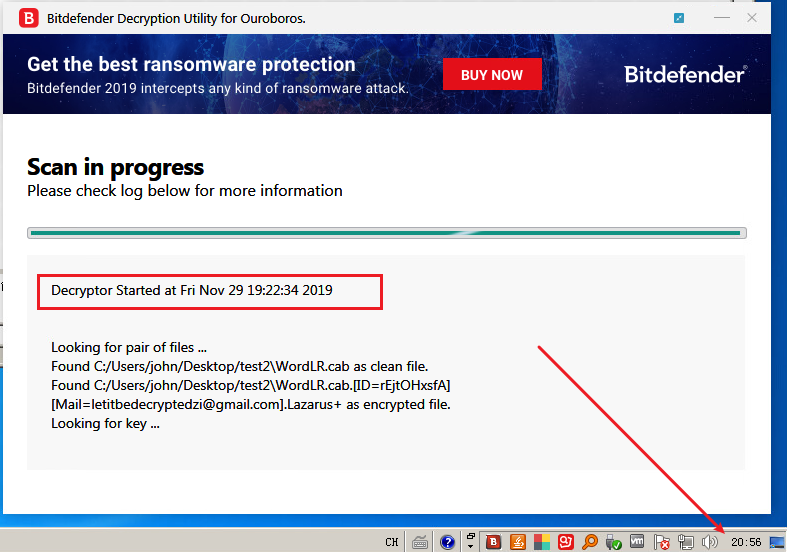 Bitdefender Decryption Utility for Ouroboros.
Get the best ransomware protection
Bitdefender 2019 intercepts any kind of ransomware attack.
BUY NOW
Bitdefender®
Scan in progress
Please check log below for more information
Decryptor Started at Fri Nov 29 19:22:34 2019
Looking for pair of files ...
Found C:/Users/john/Desktop/test2\WordLR.cab as clean file.
Found C:/Users/john/Desktop/test2\WordLR.cab.[ID=rEjtOHxsfA]
[Mail=letitbedecryptedzi@gmail.com].Lazarus+ as encrypted file.
Looking for key ...
CH
20:56